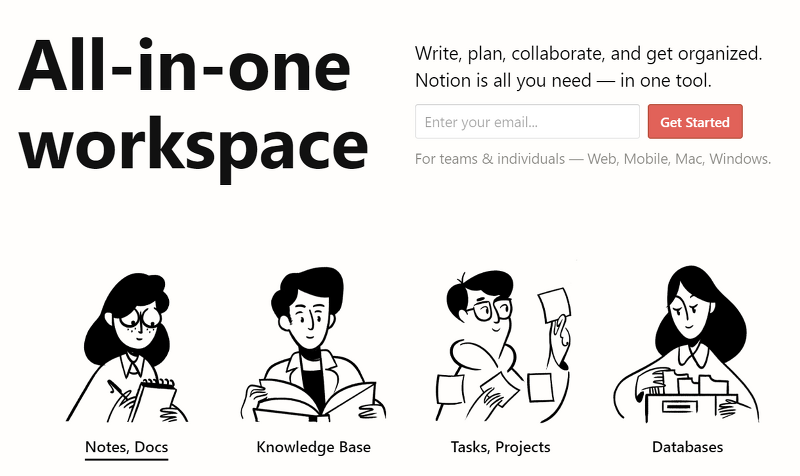 All-in-one
workspace
Write, plan, collaborate, and get organized.
Notion is all you need — in one tool.
Enter your email...
Get Started
For teams & individuals — Web, Mobile, Mac, Windows.
Notes, Docs
Knowledge Base
Tasks, Projects
Databases